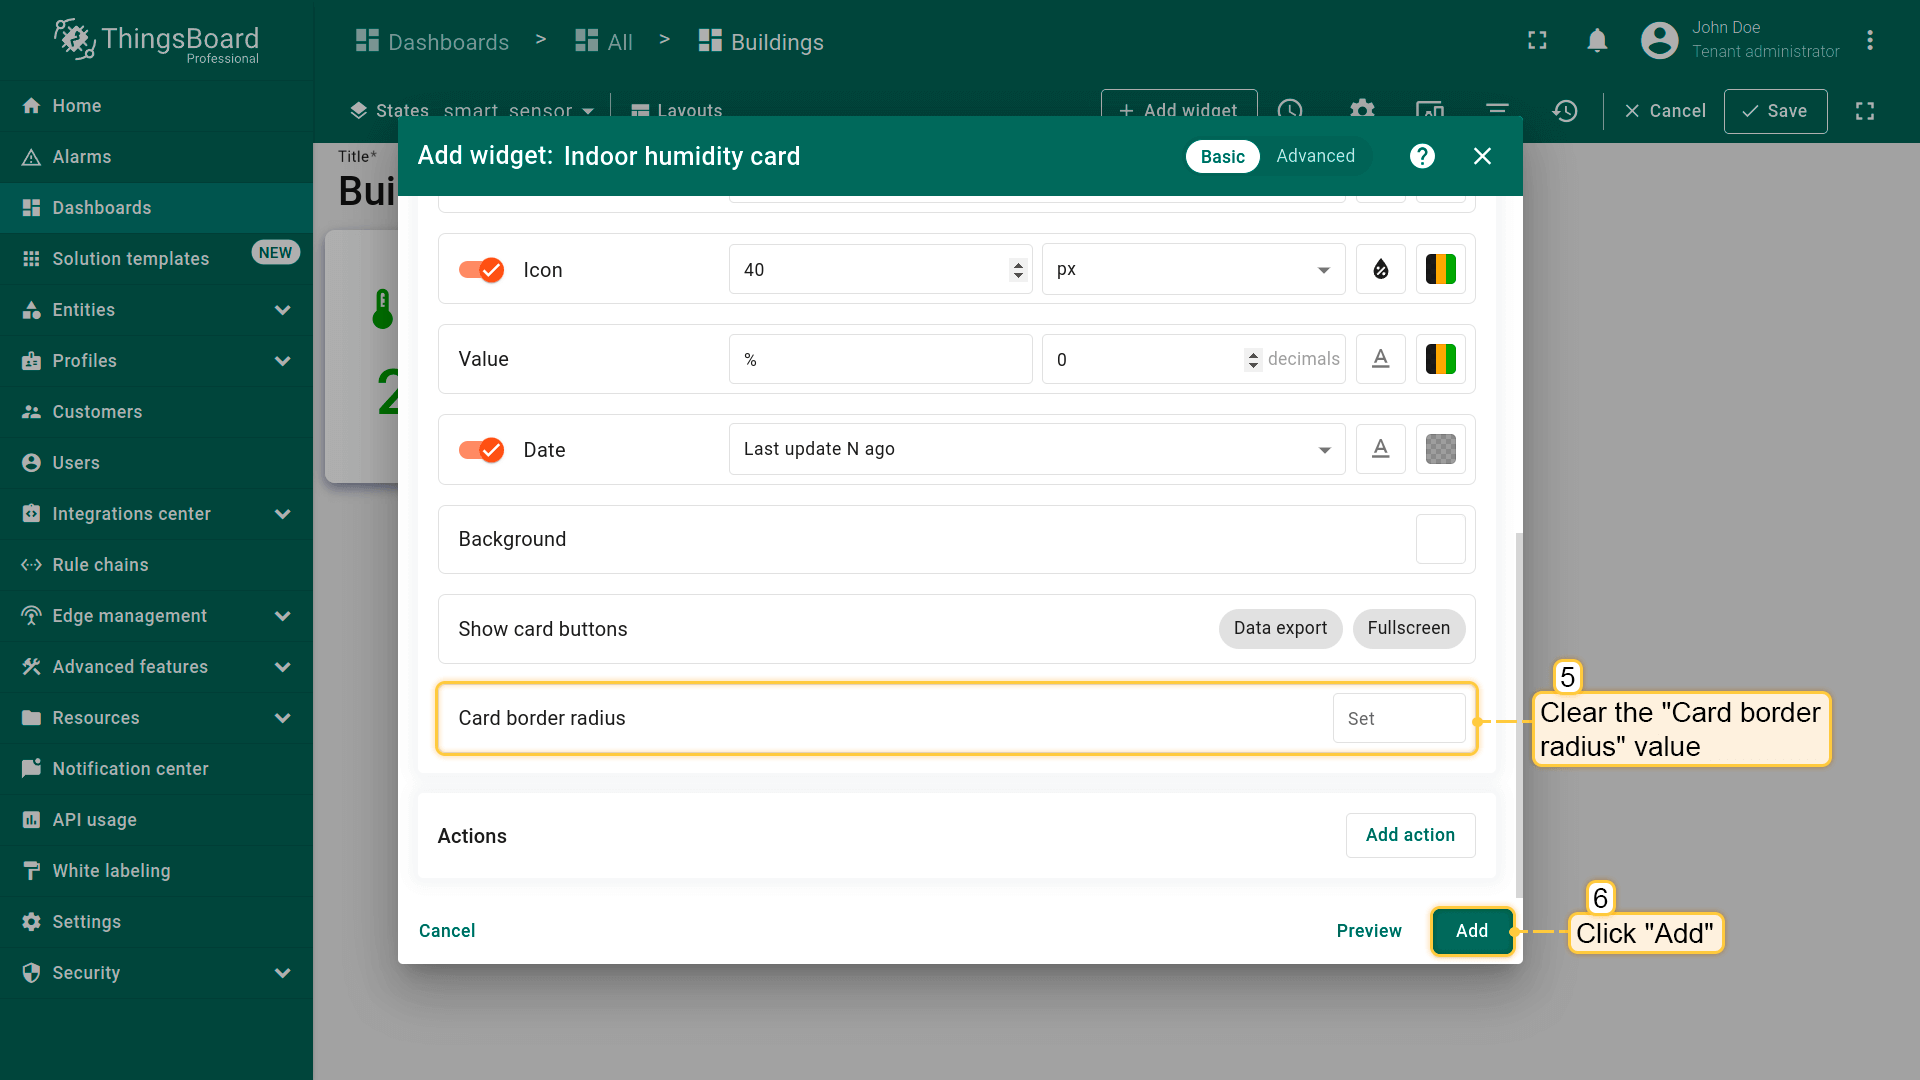 ThingsBoard
Professional
Dashboards > All > Buildings
John Doe
Tenant administrator
States smart_sensor
Layouts
+ Add widget
Cancel
Save
Home
Alarms
Dashboards
Solution templates
NEW
Entities
Profiles
Customers
Users
Integrations center
Rule chains
Edge management
Advanced features
Resources
Notification center
API usage
White labeling
Settings
Security
Title*
Bui
2
Add widget: Indoor humidity card
Basic
Advanced
?
Icon
40
px
Value
%
0
decimals
Date
Last update N ago
Background
Show card buttons
Data export
Fullscreen
Card border radius
Set
5
Clear the "Card border
radius" value
Actions
Add action
Cancel
Preview
Add
6
Click "Add"